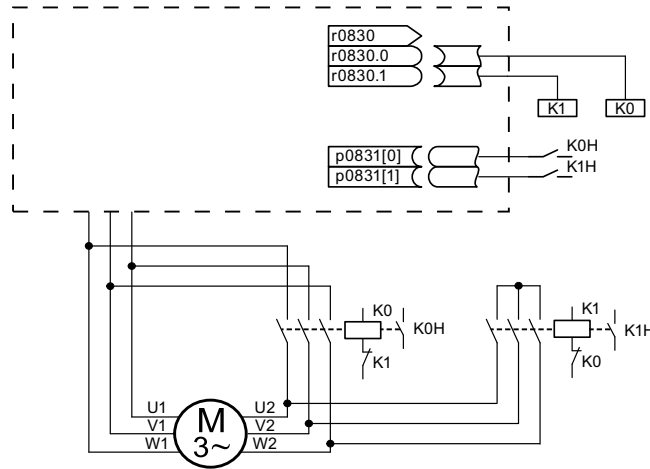 r0830
r0830.0
r0830.1
K1
K0
p0831[0]
K0H
p0831[1]
K1H
K0
K0H
K1
K1
K1H
K0
U1
V1
W1
M
3~
U2
V2
W2